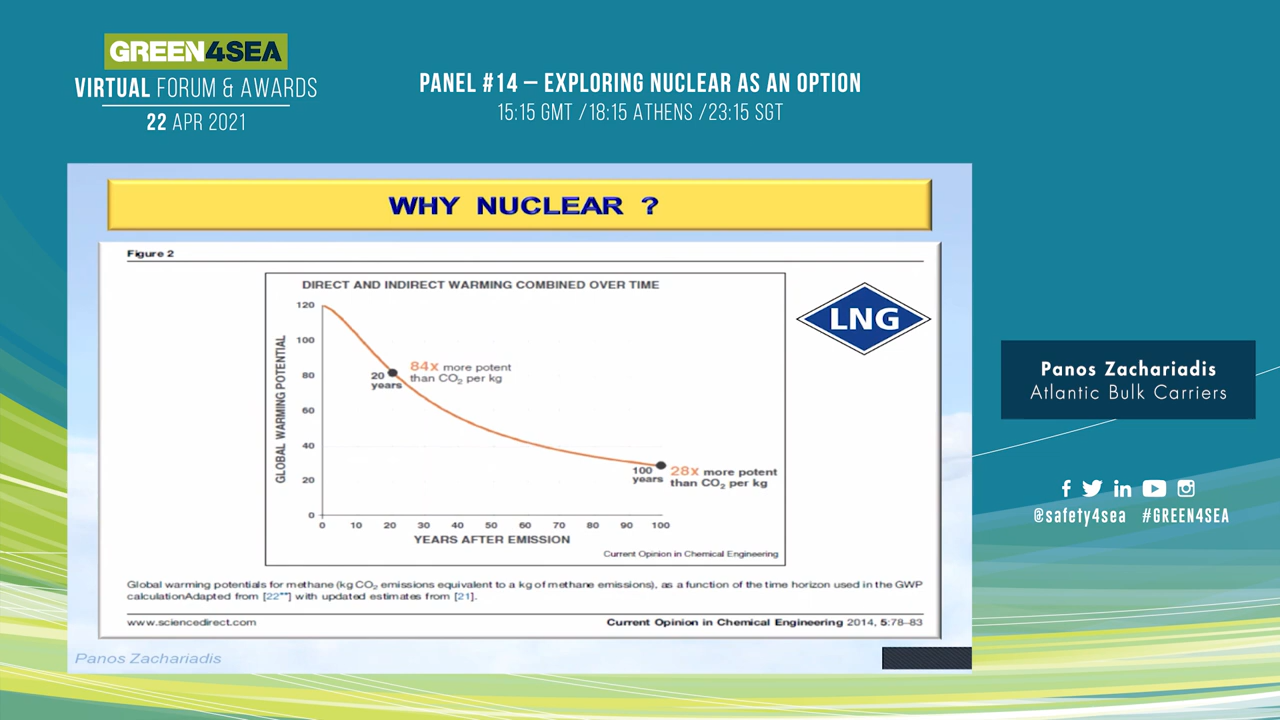 GREEN4SEA
VIRTUAL FORUM & AWARDS
22 APR 2021
PANEL #14 – EXPLORING NUCLEAR AS AN OPTION
15:15 GMT /18:15 ATHENS /23:15 SGT
WHY NUCLEAR ?
Figure 2
DIRECT AND INDIRECT WARMING COMBINED OVER TIME
LNG
GLOBAL WARMING POTENTIAL
120
100
80
60
40
20
0
20
years
84x more potent
than CO2 per kg
100
years
28x more potent
than CO2 per kg
0 10 20 30 40 50 60 70 80 90 100
YEARS AFTER EMISSION
Current Opinion in Chemical Engineering
Global warming potentials for methane (kg CO2 emissions equivalent to a kg of methane emissions), as a function of the time horizon used in the GWP
calculationAdapted from [22**] with updated estimates from [21].
www.sciencedirect.com
Current Opinion in Chemical Engineering 2014, 5:78–83
Panos Zachariadis
Panos Zachariadis
Atlantic Bulk Carriers
@safety4sea #GREEN4SEA